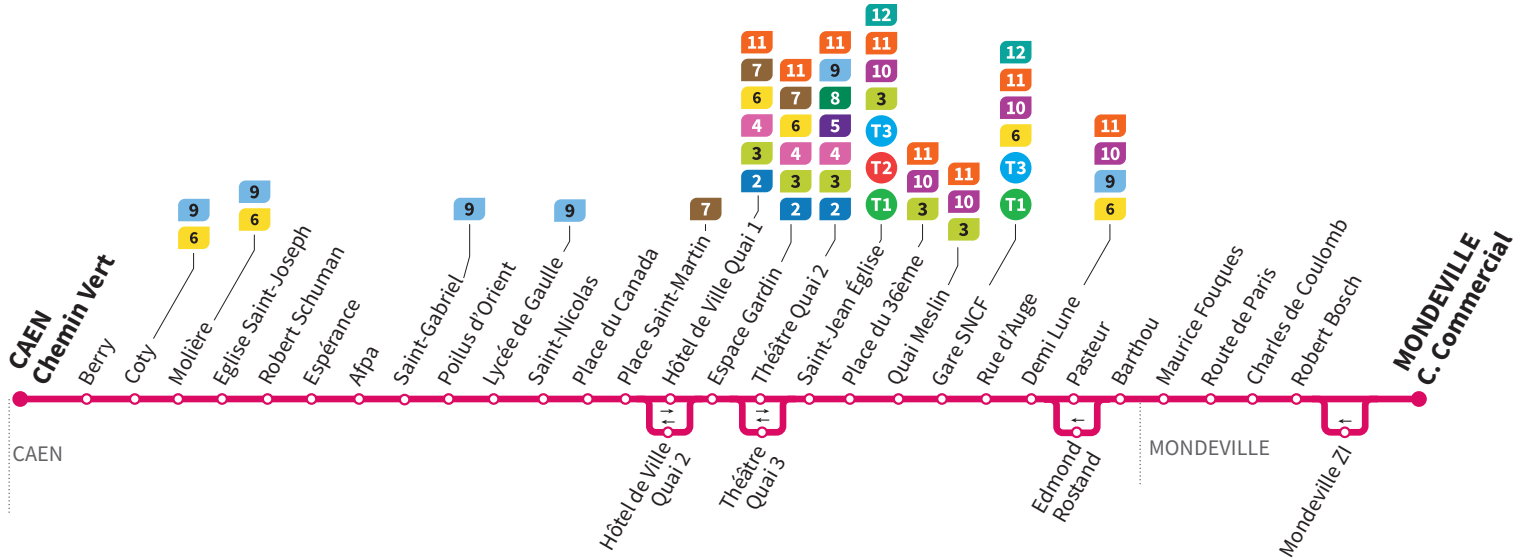 CAEN
Chemin Vert
Berry
9
6
Coty
9
6
Molière
Eglise Saint-Joseph
Robert Schuman
Espérance
Afpa
9
Saint-Gabriel
Poilus d'Orient
9
Lycée de Gaulle
Saint-Nicolas
Place du Canada
7
Place Saint-Martin
11
7
6
4
3
2
Hôtel de Ville Quai 1
11
7
6
4
3
2
Espace Gardin
11
9
8
5
4
3
2
Théâtre Quai 2
12
11
10
3
T3
T2
T1
Saint-Jean Église
11
10
3
Place du 36ème
11
10
3
Quai Meslin
12
11
10
6
T3
T1
Gare SNCF
Rue d'Auge
11
10
9
6
Demi Lune
Pasteur
Barthou
Maurice Fouques
Route de Paris
Charles de Coulomb
Robert Bosch
MONDEVILLE
C. Commercial
CAEN
Hôtel de Ville
Quai 2
Théâtre
Quai 3
Edmond
Rostand
MONDEVILLE
Mondeville ZI